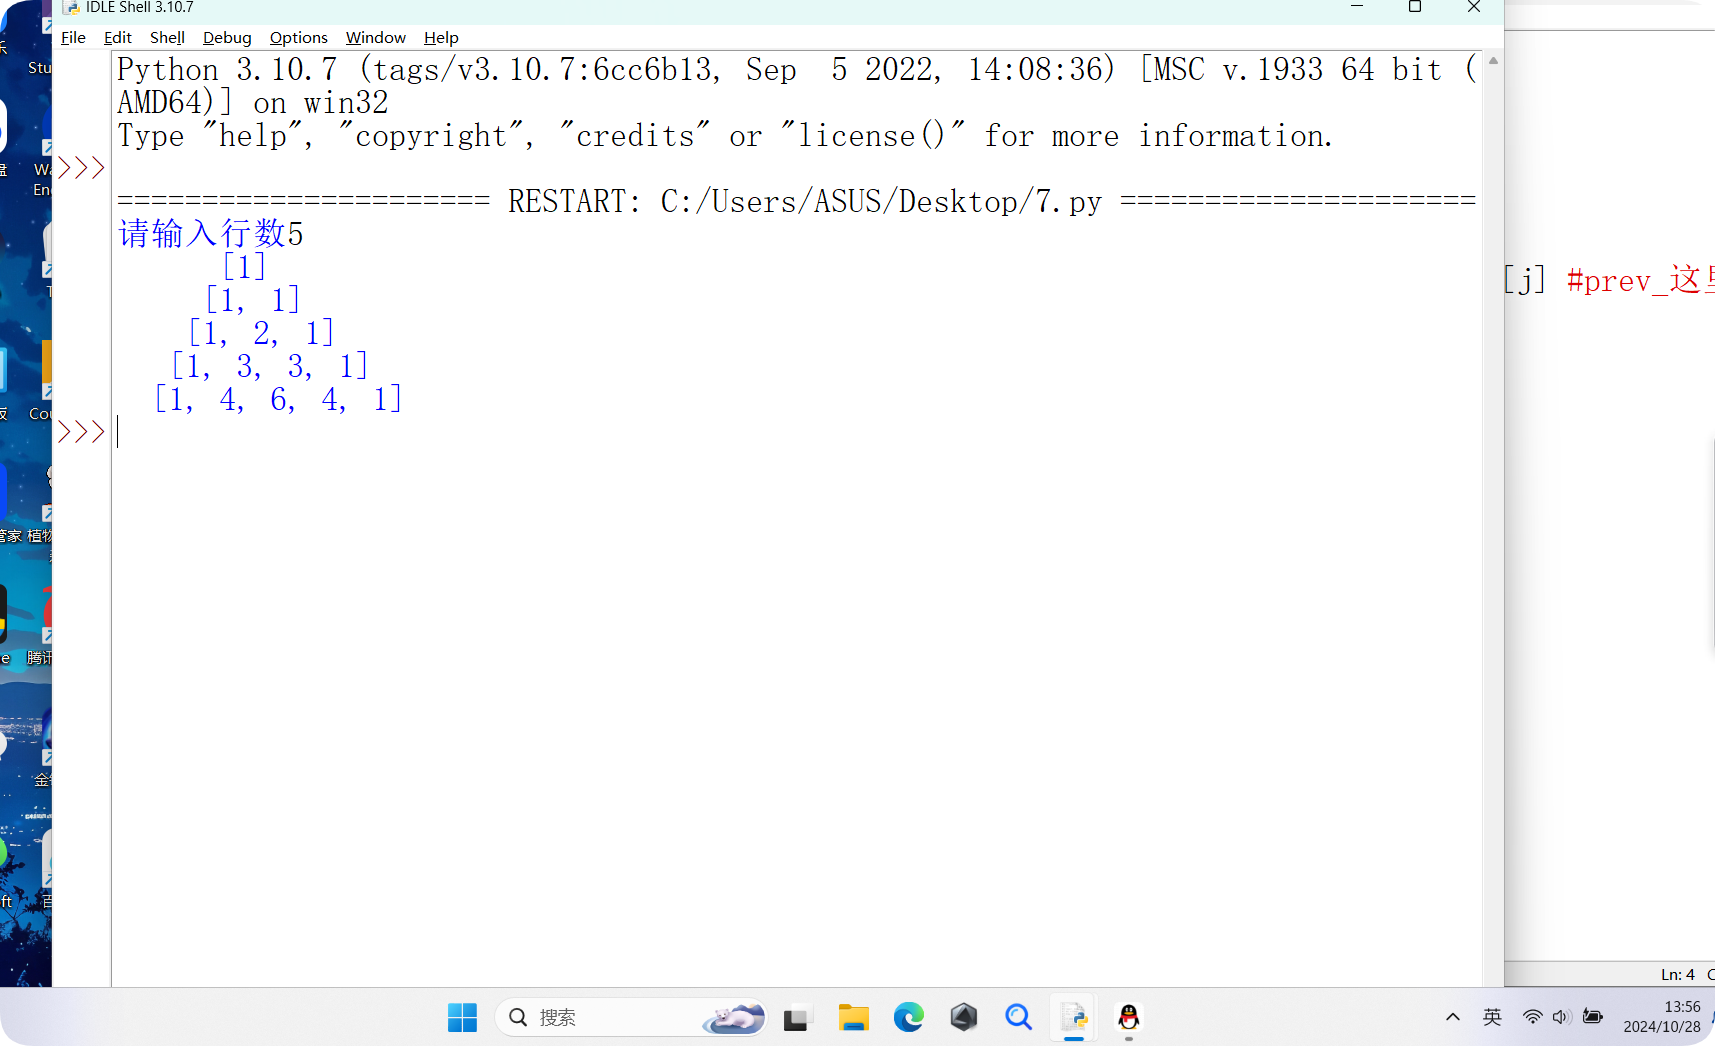 IDLE Shell 3.10.7
File Edit Shell Debug Options Window Help
Python 3.10.7 (tags/v3.10.7:6cc6b13, Sep  5 2022, 14:08:36) [MSC v.1933 64 bit (
AMD64)] on win32
Type "help", "copyright", "credits" or "license()" for more information.
>>>
====================== RESTART: C:/Users/ASUS/Desktop/7.py =====================
请输入行数5
[1]
[1, 1]
[1, 2, 1]
[1, 3, 3, 1]
[1, 4, 6, 4, 1]
>>>
[j] #prev_这
Stu
Wa
En
Cou
管家 植物
腾讯
金
百
ft
Ln: 4
搜索
英
13:56
2024/10/28